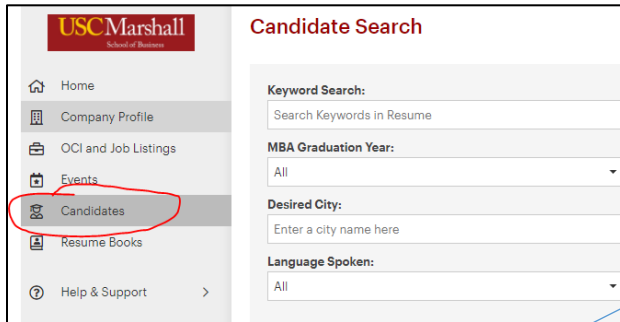 USC Marshall
School of Business
Home
Company Profile
OCI and Job Listings
Events
Candidates
Resume Books
Help & Support
Candidate Search
Keyword Search:
Search Keywords in Resume
MBA Graduation Year:
All
Desired City:
Enter a city name here
Language Spoken:
All